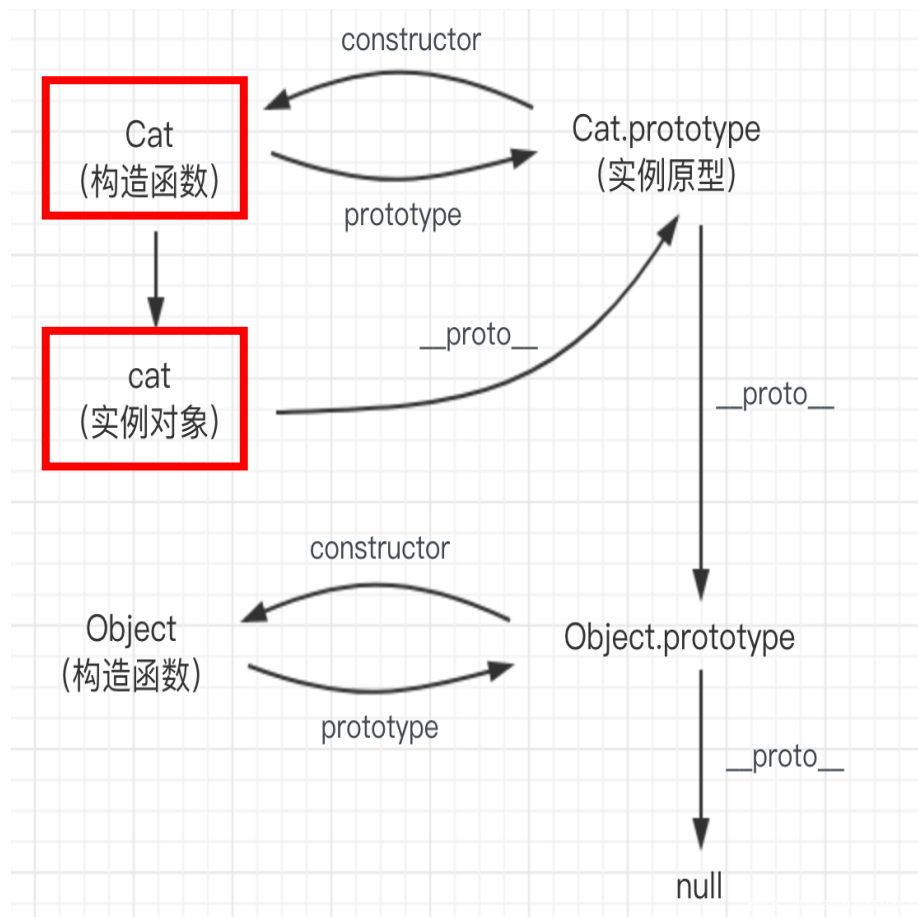 constructor
Cat
(构造函数)
Cat.prototype
(实例原型)
prototype
cat
(实例对象)
__proto__
__proto__
constructor
Object
(构造函数)
Object.prototype
prototype
__proto__
null